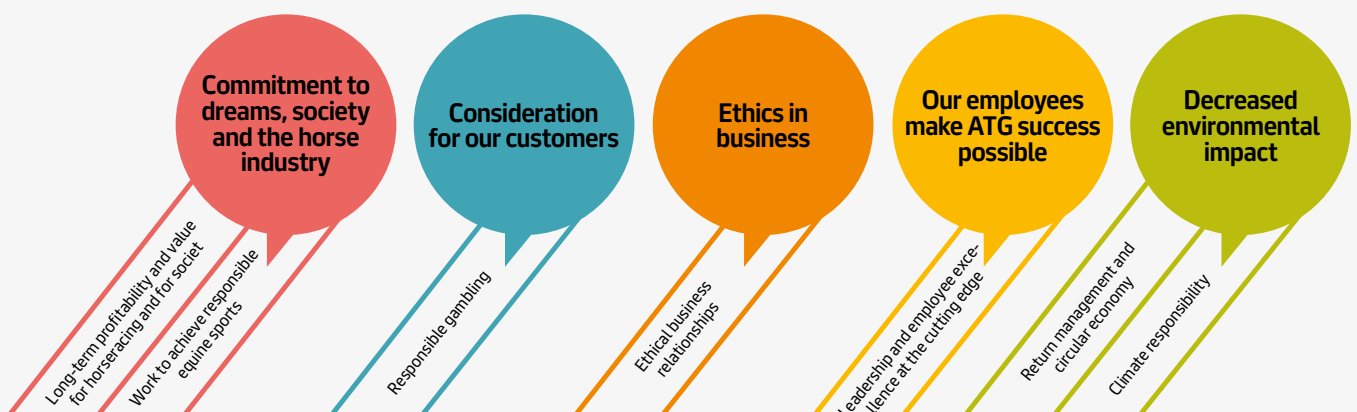 Commitment to
dreams, society
and the horse
industry
Long-term profitability and value
for horseracing and for societ
Work to achieve responsible
equine sports
Consideration
for our customers
Responsible gambling
Ethics in
business
Ethical business
relationships
Our employees
make ATG success
possible
Leadership and employee exce-
llence at the cutting edge
Decreased
environmental
impact
Return management and
circular economy
Climate responsibility